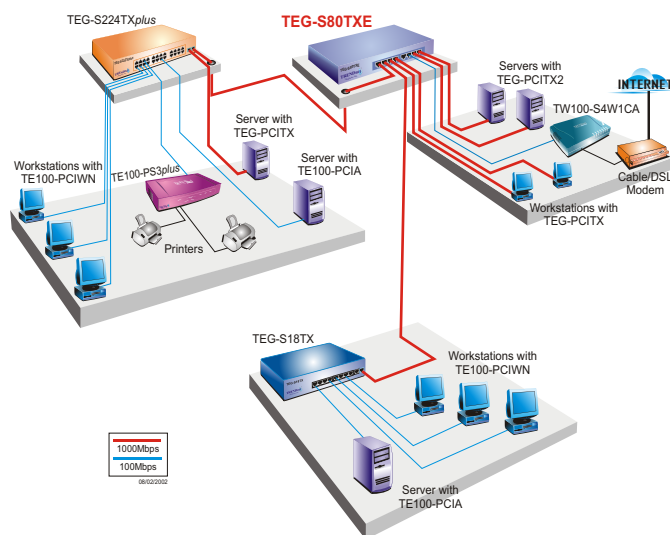 TEG-S224TXplus
TEG-S80TXE
Servers with
TEG-PCITX2
INTERNET
TW100-S4W1CA
Server with
TEG-PCITX
Server with
TE100-PCIA
Workstations with
TE100-PCIWN
TE100-PS3plus
Cable/DSL
Modem
Workstations with
TEG-PCITX
Printers
TEG-S18TX
Workstations with
TE100-PCIWN
1000Mbps
100Mbps
08/02/2002
Server with
TE100-PCIA